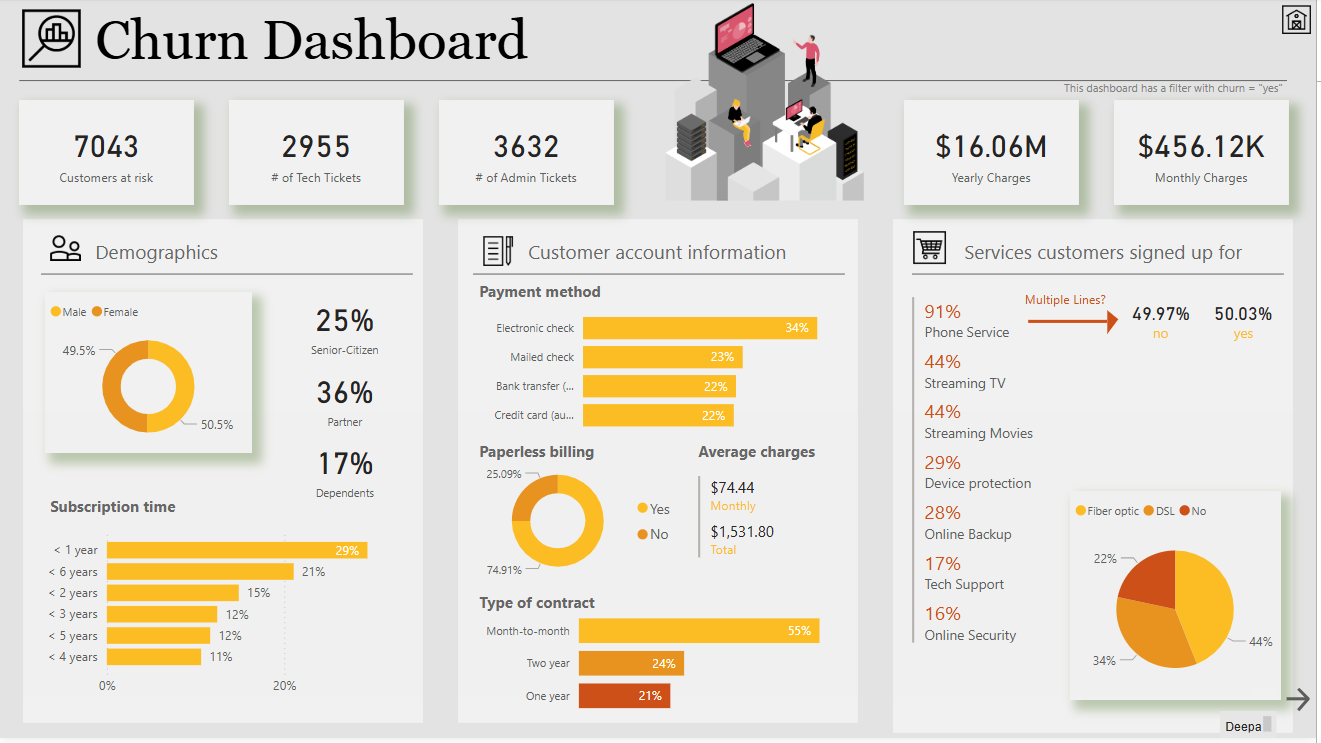 Churn Dashboard
This dashboard has a filter with churn = "yes"
7043
Customers at risk
2955
# of Tech Tickets
3632
# of Admin Tickets
$16.06M
Yearly Charges
$456.12K
Monthly Charges
Demographics
Male Female
49.5%
50.5%
25%
Senior-Citizen
36%
Partner
17%
Dependents
Subscription time
< 1 year 29%
< 6 years 21%
< 2 years 15%
< 3 years 12%
< 5 years 12%
< 4 years 11%
0% 20%
Customer account information
Payment method
Electronic check 34%
Mailed check 23%
Bank transfer (... 22%
Credit card (au... 22%
Paperless billing
25.09%
74.91%
Yes
No
Average charges
$74.44
Monthly
$1,531.80
Total
Type of contract
Month-to-month 55%
Two year 24%
One year 21%
Services customers signed up for
91%
Phone Service
Multiple Lines?
49.97%
no
50.03%
yes
44%
Streaming TV
44%
Streaming Movies
29%
Device protection
28%
Online Backup
17%
Tech Support
16%
Online Security
Fiber optic DSL No
22%
44%
34%
Deepa